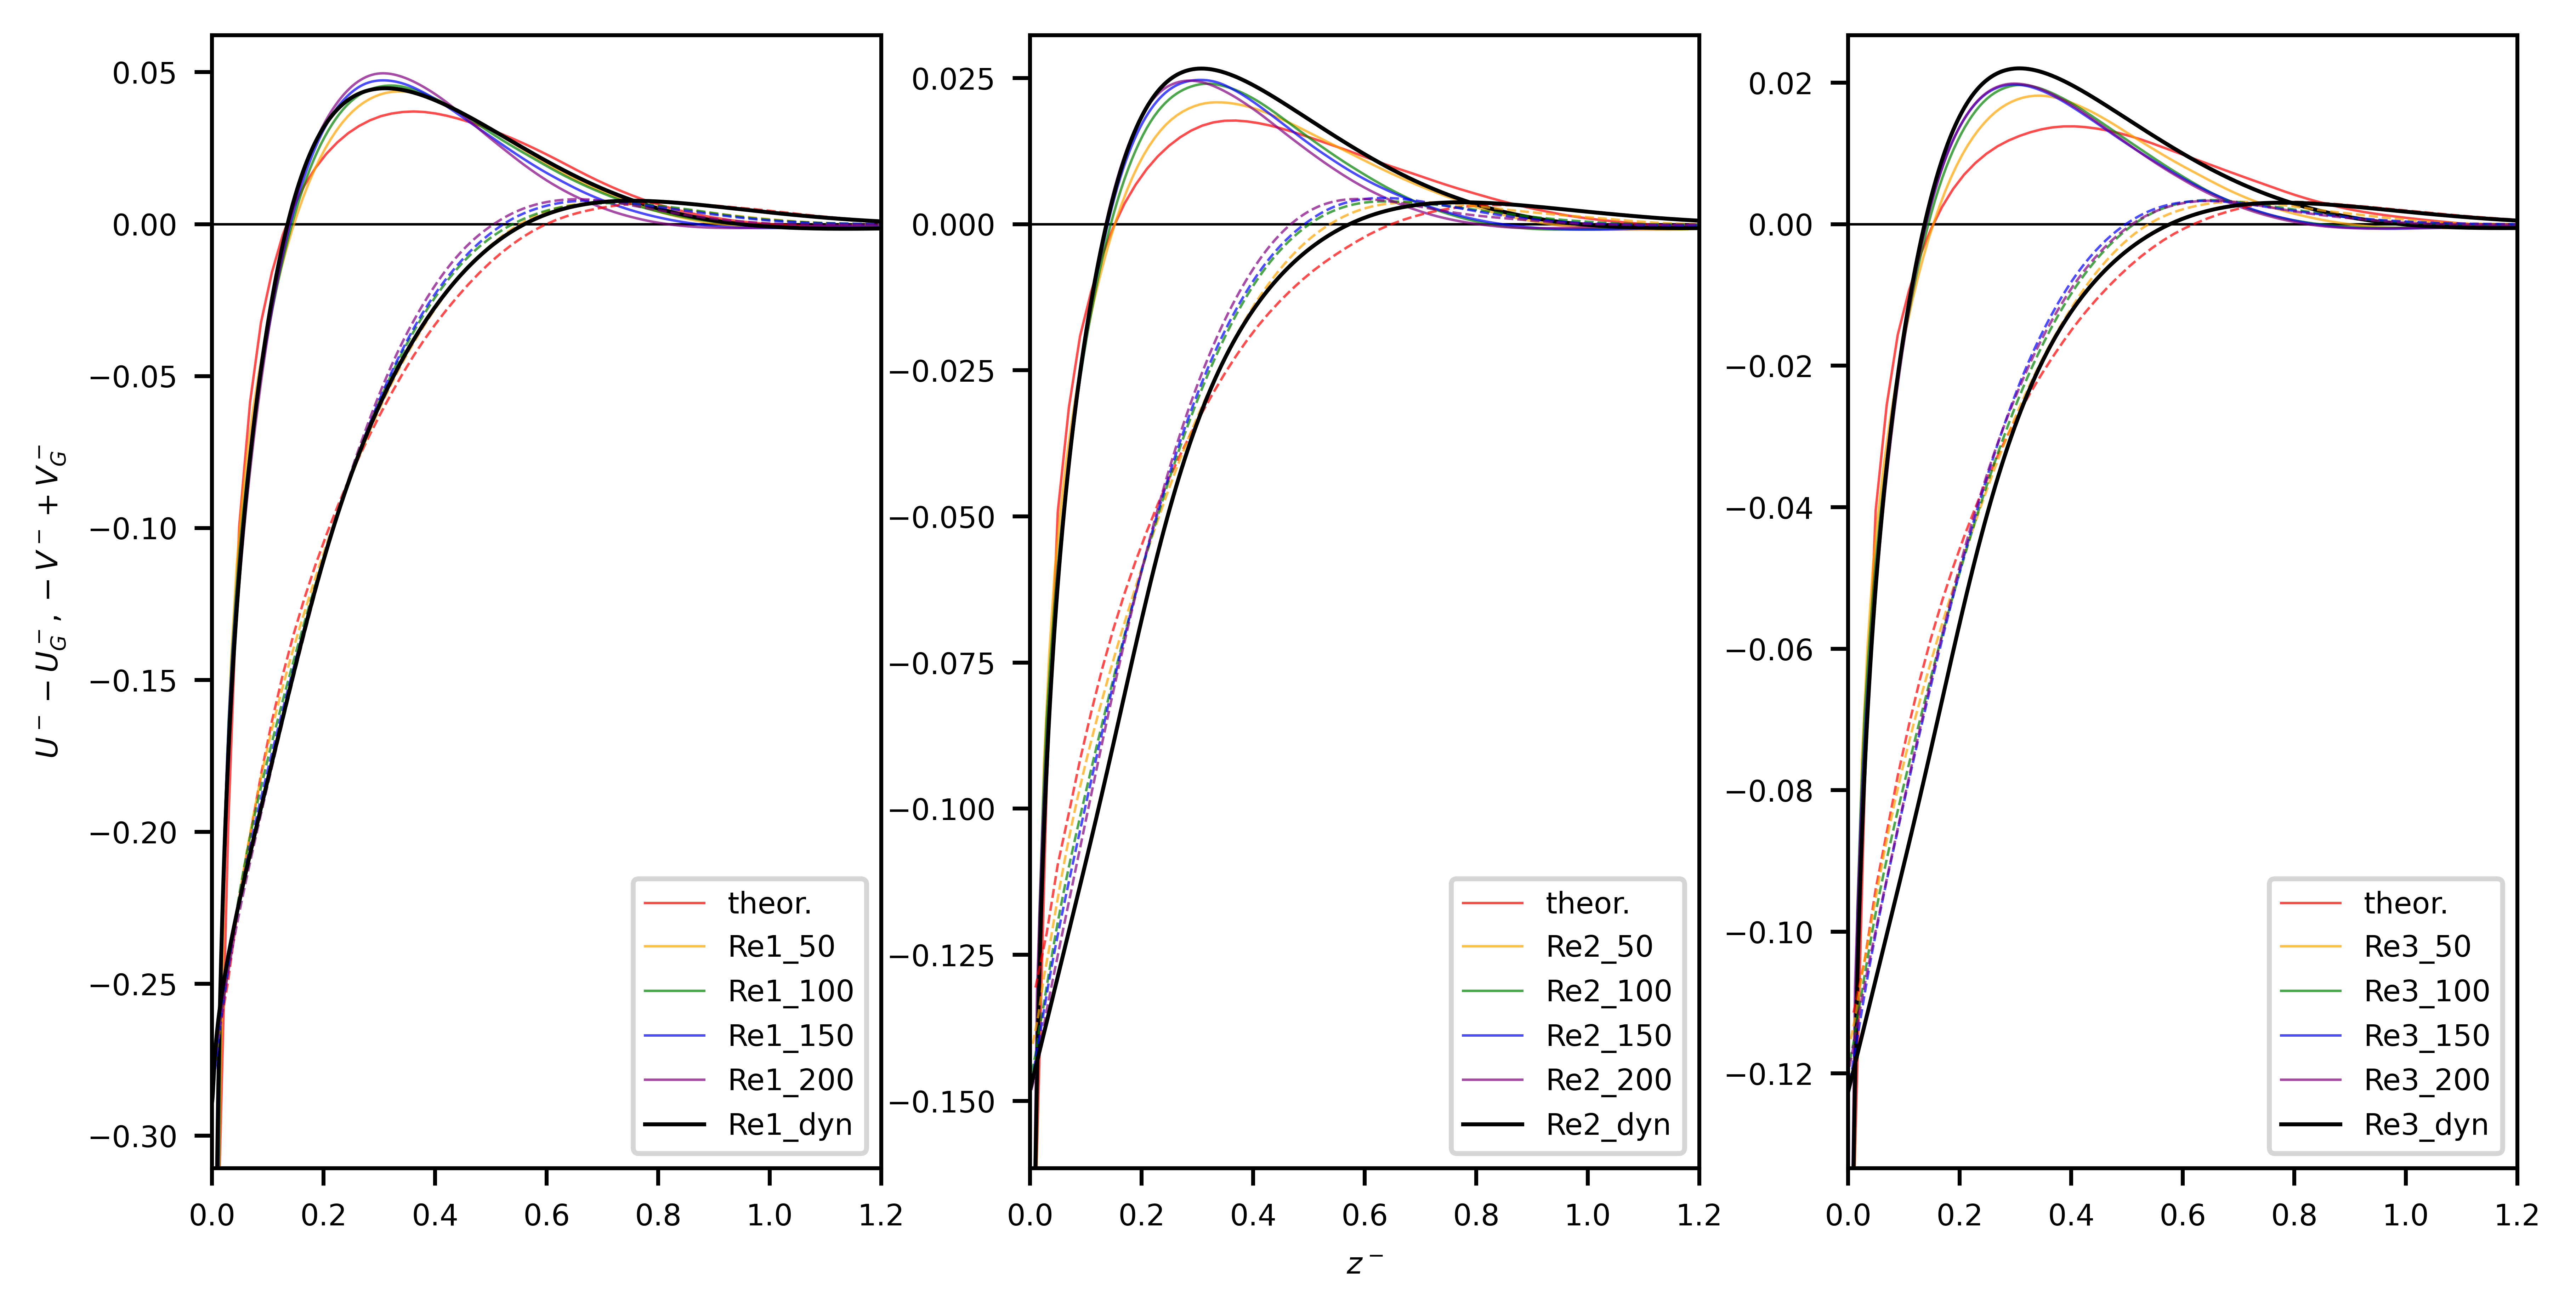 0.05
0.00
−0.05
−0.10
−0.15
−0.20
−0.25
−0.30
0.0 0.2 0.4 0.6 0.8 1.0 1.2
U⁻ − U_G⁻, − V⁻ + V_G⁻
theor.
Re1_50
Re1_100
Re1_150
Re1_200
Re1_dyn
0.025
0.000
−0.025
−0.050
−0.075
−0.100
−0.125
−0.150
0.0 0.2 0.4 0.6 0.8 1.0 1.2
z⁻
theor.
Re2_50
Re2_100
Re2_150
Re2_200
Re2_dyn
0.02
0.00
−0.02
−0.04
−0.06
−0.08
−0.10
−0.12
0.0 0.2 0.4 0.6 0.8 1.0 1.2
theor.
Re3_50
Re3_100
Re3_150
Re3_200
Re3_dyn